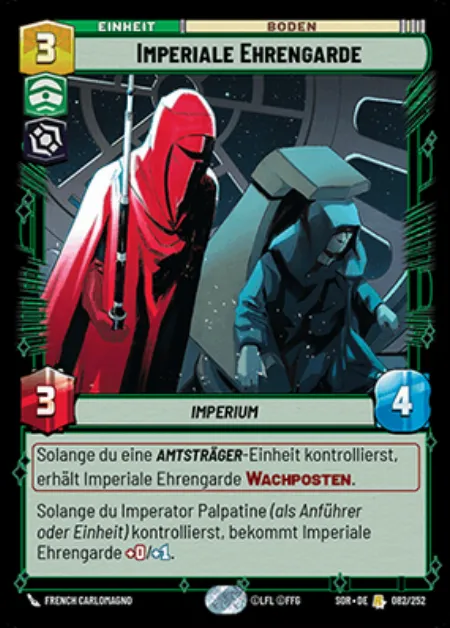 EINHEIT
BODEN
3
IMPERIALE EHRENGARDE
3
4
IMPERIUM
Solange du eine AMTSTRÄGER-Einheit kontrollierst,
erhält Imperiale Ehrengarde WACHPOSTEN.
Solange du Imperator Palpatine (als Anführer
oder Einheit) kontrollierst, bekommt Imperiale
Ehrengarde +0/+1.
FRENCH CARLOMAGNO
©LFL ©FFG
SOR • DE
R
082/252